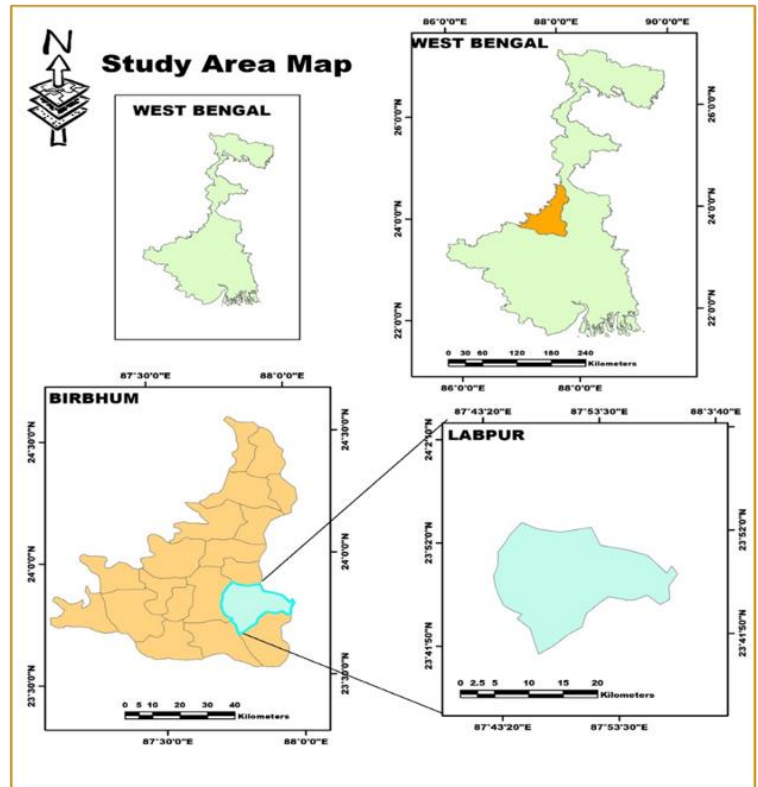 N
Study Area Map
WEST BENGAL
86°0'0"E 88°0'0"E 90°0'0"E
WEST BENGAL
26°0'0"N
24°0'0"N
22°0'0"N
26°0'0"N
24°0'0"N
22°0'0"N
0 30 60 120 180 240
Kilometers
86°0'0"E 88°0'0"E
87°30'0"E 88°0'0"E
BIRBHUM
24°30'0"N
24°0'0"N
23°30'0"N
24°30'0"N
24°0'0"N
23°30'0"N
0 5 10 20 30 40
Kilometers
87°30'0"E 88°0'0"E
87°43'20"E 87°53'30"E 88°3'40"E
LABPUR
23°52'0"N
23°41'50"N
23°52'0"N
23°41'50"N
0 2.5 5 10 15 20
Kilometers
87°43'20"E 87°53'30"E